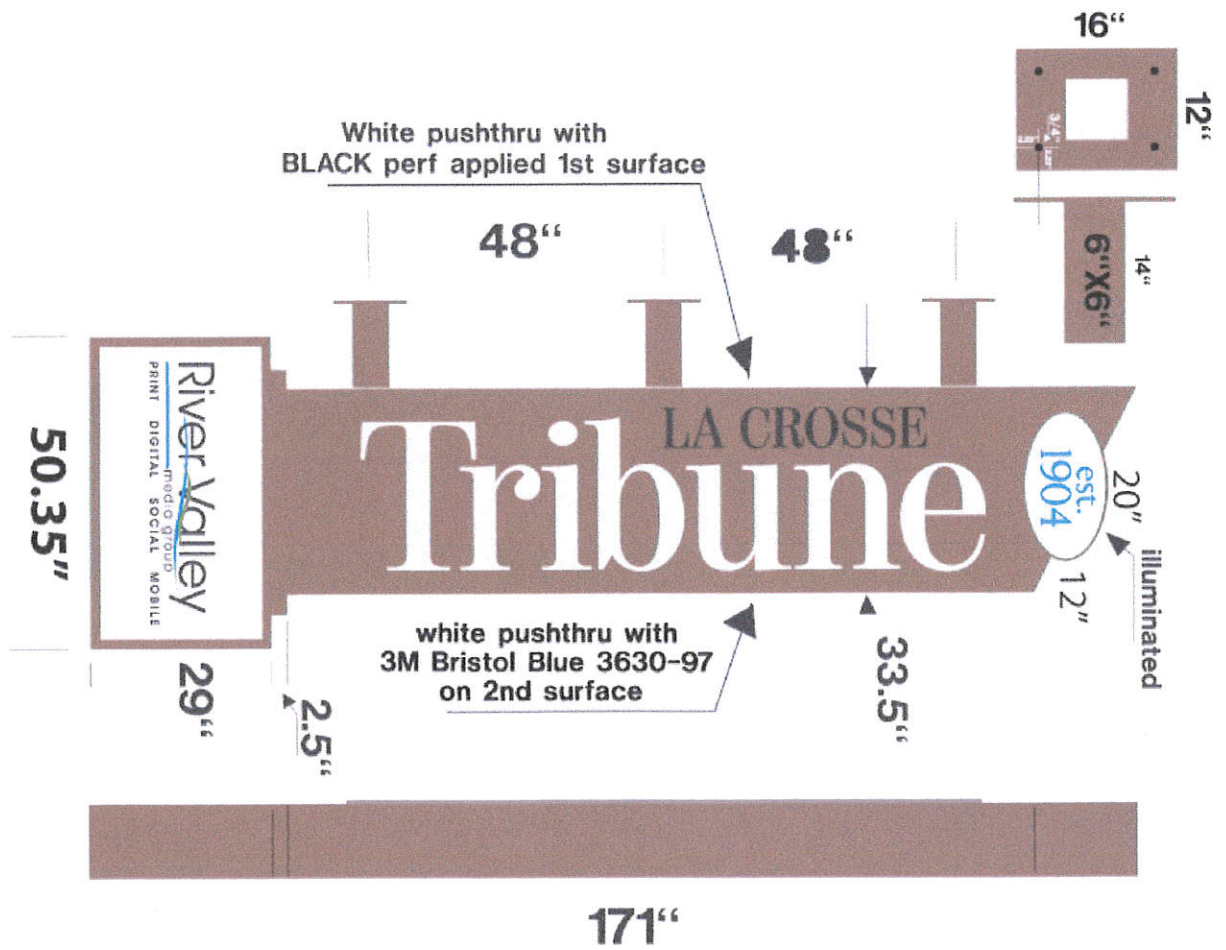 16“
12“
3/4"
White pushthru with
BLACK perf applied 1st surface
48“
48“
6“X6“
14“
LA CROSSE
Tribune
River Valley
media group
PRINT DIGITAL SOCIAL MOBILE
est.
1904
20"
12"
illuminated
50.35”
29“
2.5“
white pushthru with
3M Bristol Blue 3630-97
on 2nd surface
33.5“
171“